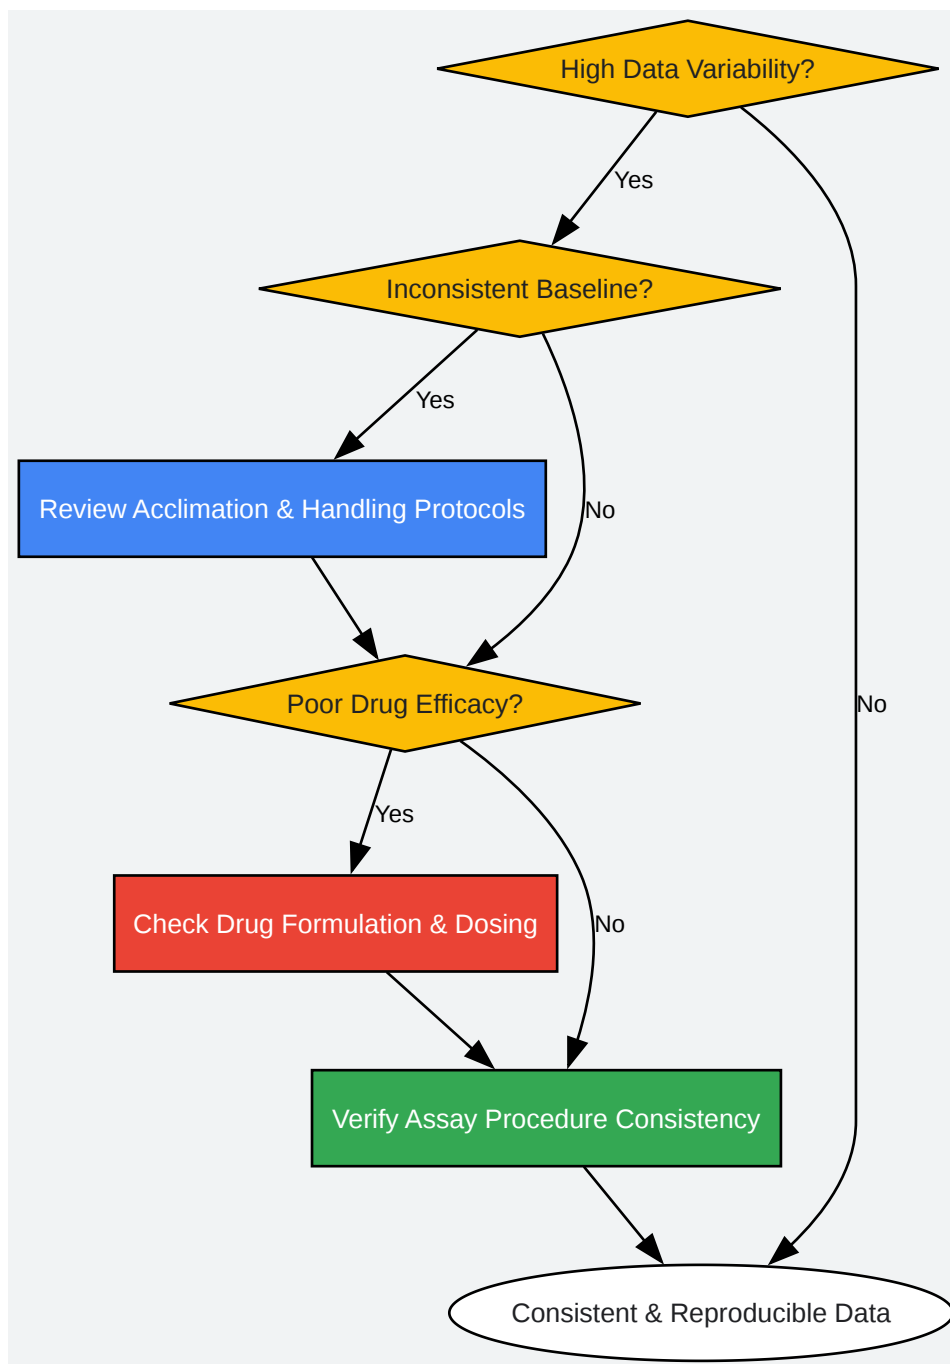 High Data Variability?
Yes
Inconsistent Baseline?
Yes
Review Acclimation & Handling Protocols
No
Poor Drug Efficacy?
No
Yes
Check Drug Formulation & Dosing
No
Verify Assay Procedure Consistency
Consistent & Reproducible Data